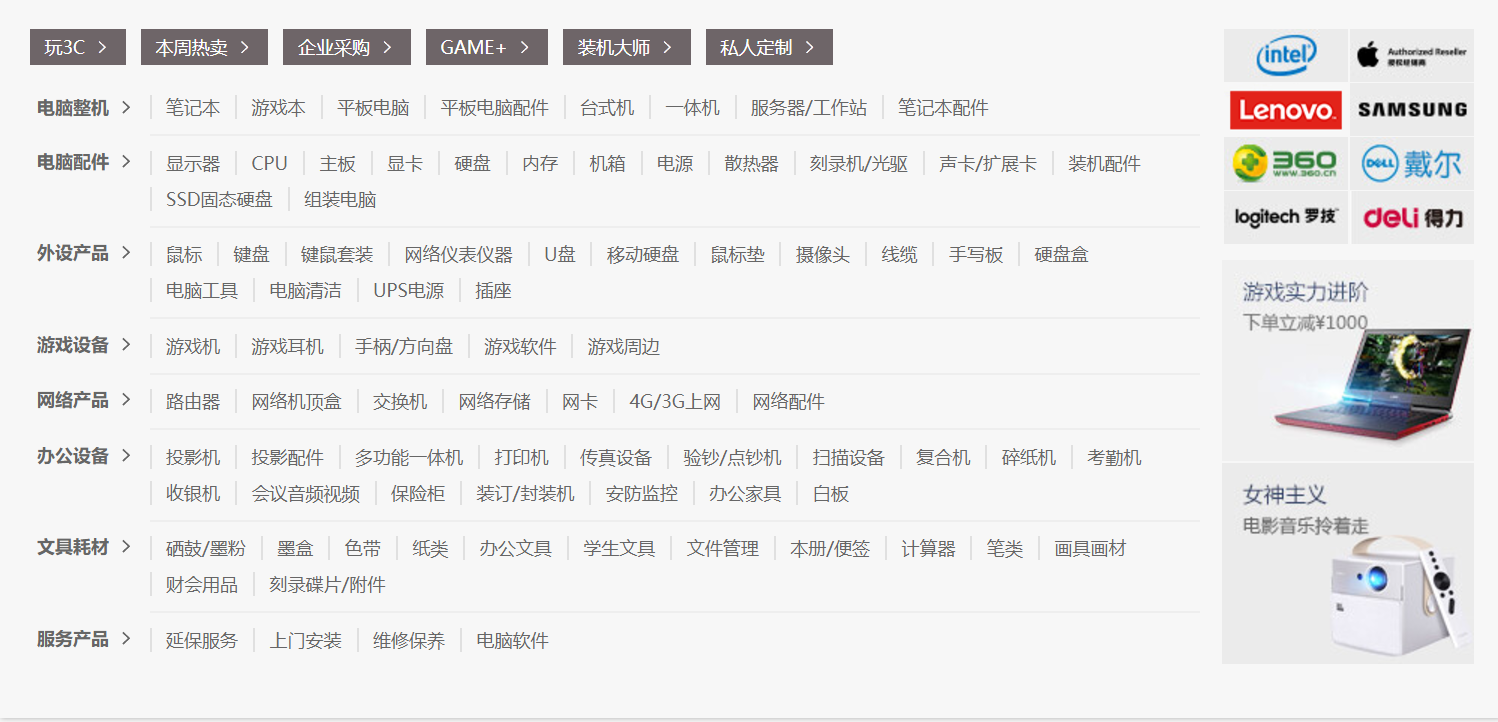 玩3C > 本周热卖 > 企业采购 > GAME+ > 装机大师 > 私人定制 >
电脑整机 > 笔记本 游戏本 平板电脑 平板电脑配件 台式机 一体机 服务器/工作站 笔记本配件
电脑配件 > 显示器 CPU 主板 显卡 硬盘 内存 机箱 电源 散热器 刻录机/光驱 声卡/扩展卡 装机配件
SSD固态硬盘 组装电脑
外设产品 > 鼠标 键盘 键鼠套装 网络仪表仪器 U盘 移动硬盘 鼠标垫 摄像头 线缆 手写板 硬盘盒
电脑工具 电脑清洁 UPS电源 插座
游戏设备 > 游戏机 游戏耳机 手柄/方向盘 游戏软件 游戏周边
网络产品 > 路由器 网络机顶盒 交换机 网络存储 网卡 4G/3G上网 网络配件
办公设备 > 投影机 投影配件 多功能一体机 打印机 传真设备 验钞/点钞机 扫描设备 复合机 碎纸机 考勤机
收银机 会议音频视频 保险柜 装订/封装机 安防监控 办公家具 白板
文具耗材 > 硒鼓/墨粉 墨盒 色带 纸类 办公文具 学生文具 文件管理 本册/便签 计算器 笔类 画具画材
财会用品 刻录碟片/附件
服务产品 > 延保服务 上门安装 维修保养 电脑软件
intel
Authorized Reseller
授权经销商
Lenovo
SAMSUNG
360
www.360.cn
DELL 戴尔
logitech 罗技
deli 得力
游戏实力进阶
下单立减¥1000
女神主义
电影音乐拎着走